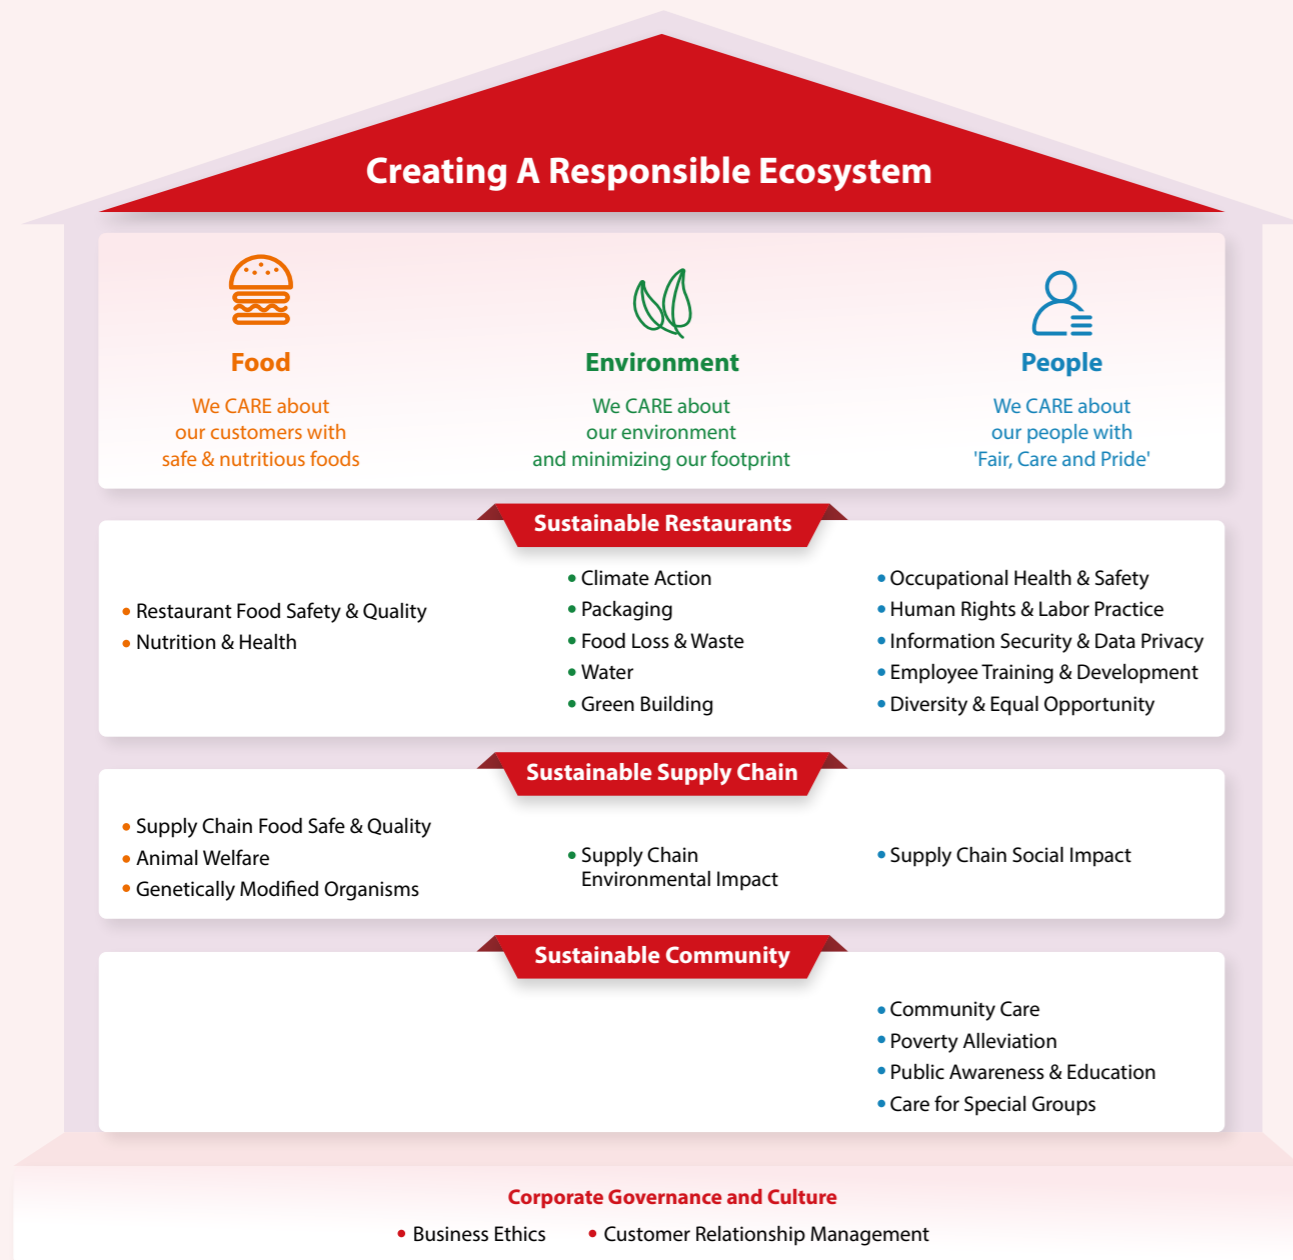 Creating A Responsible Ecosystem
Food
We CARE about
our customers with
safe & nutritious foods
Environment
We CARE about
our environment
and minimizing our footprint
People
We CARE about
our people with
'Fair, Care and Pride'
Sustainable Restaurants
• Restaurant Food Safety & Quality
• Nutrition & Health
• Climate Action
• Packaging
• Food Loss & Waste
• Water
• Green Building
• Occupational Health & Safety
• Human Rights & Labor Practice
• Information Security & Data Privacy
• Employee Training & Development
• Diversity & Equal Opportunity
Sustainable Supply Chain
• Supply Chain Food Safe & Quality
• Animal Welfare
• Genetically Modified Organisms
• Supply Chain
Environmental Impact
• Supply Chain Social Impact
Sustainable Community
• Community Care
• Poverty Alleviation
• Public Awareness & Education
• Care for Special Groups
Corporate Governance and Culture
• Business Ethics • Customer Relationship Management